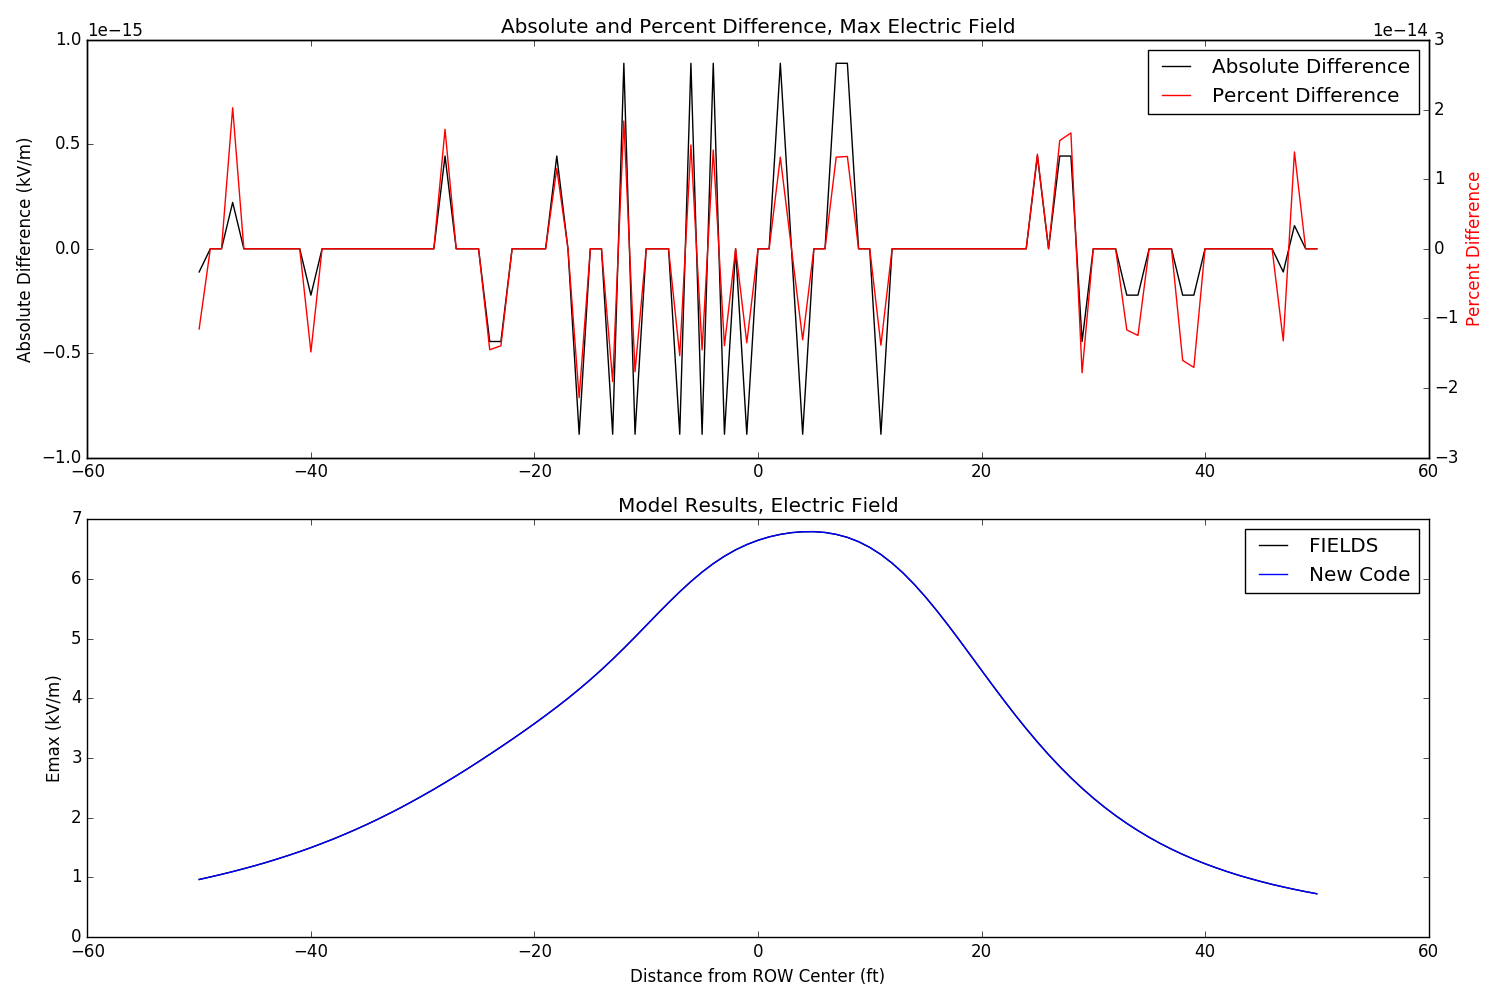 Absolute and Percent Difference, Max Electric Field
1e−15
1e−14
1.0
0.5
0.0
−0.5
−1.0
Absolute Difference (kV/m)
3
2
1
0
−1
−2
−3
Percent Difference
Absolute Difference
Percent Difference
−60
−40
−20
0
20
40
60
Model Results, Electric Field
7
6
5
4
3
2
1
0
Emax (kV/m)
FIELDS
New Code
−60
−40
−20
0
20
40
60
Distance from ROW Center (ft)